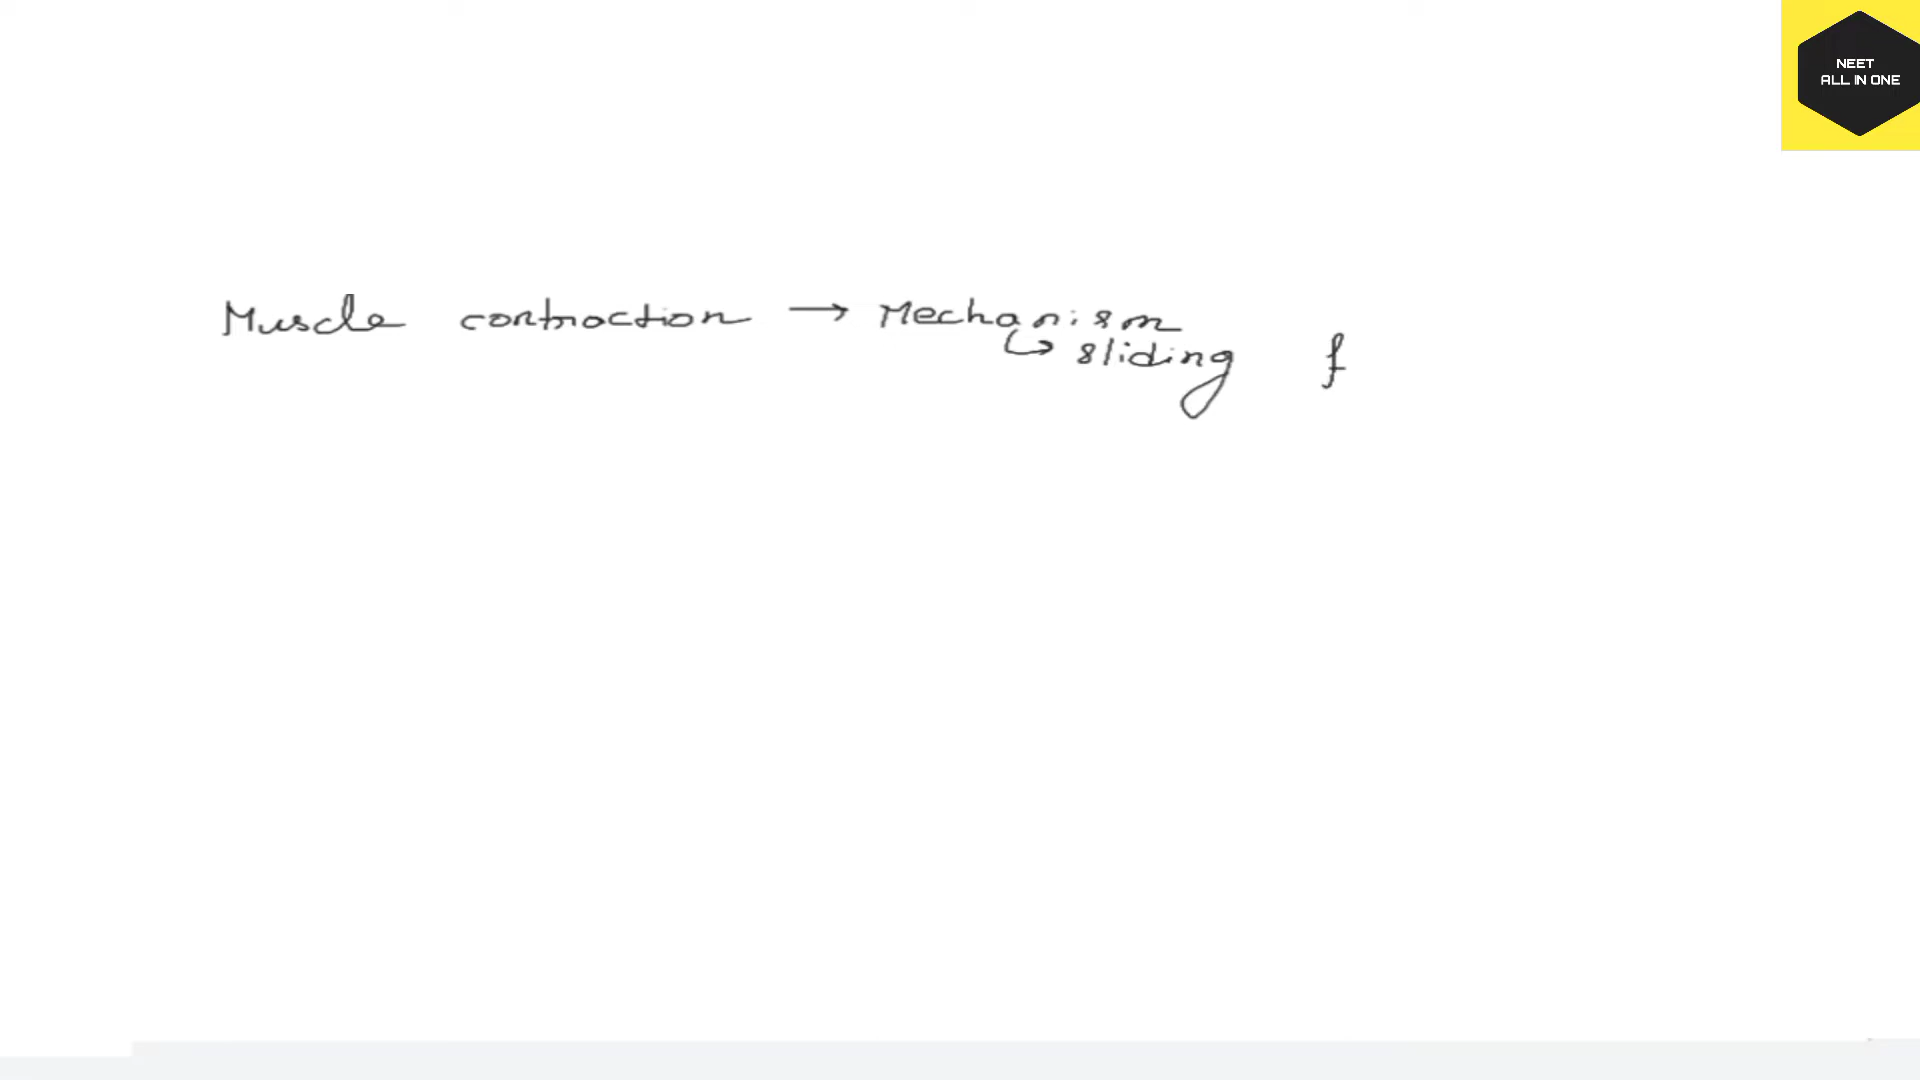 NEET
ALL IN ONE
Muscle contraction → Mechanism
↳ sliding f